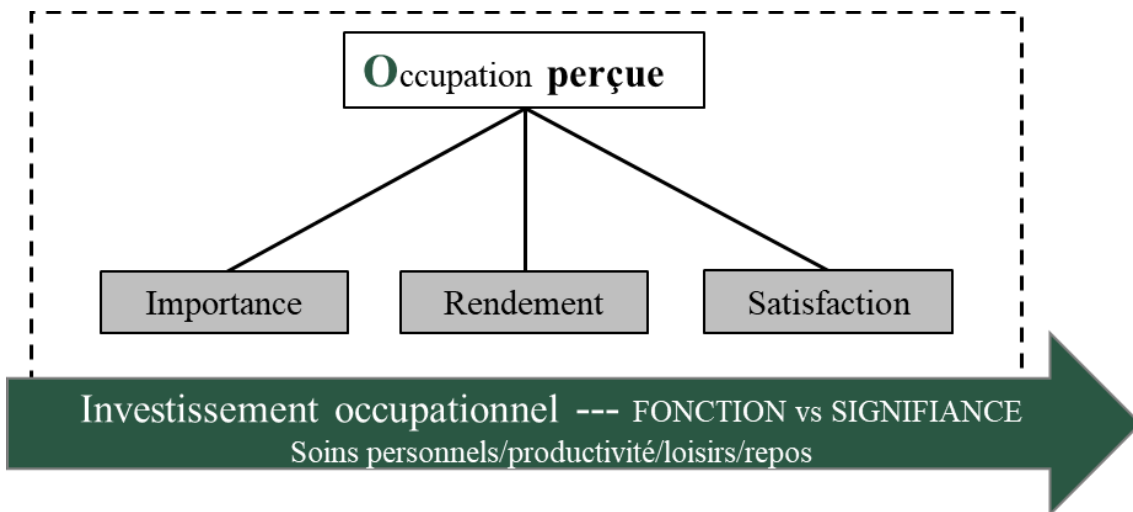 Occupation perçue
Importance
Rendement
Satisfaction
Investissement occupationnel --- FONCTION vs SIGNIFIANCE
Soins personnels/productivité/loisirs/repos